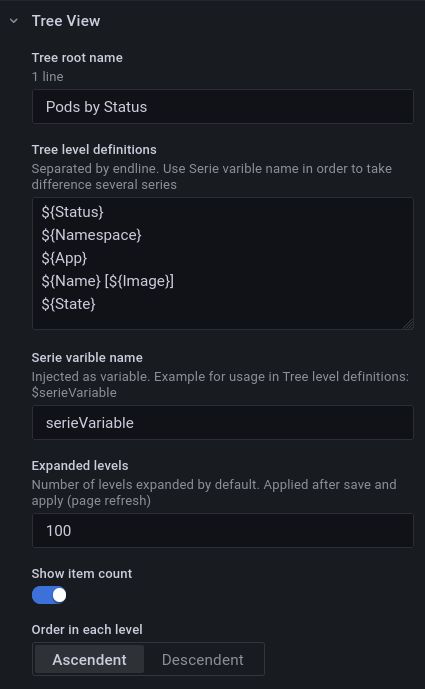 Tree View
Tree root name
1 line
Pods by Status
Tree level definitions
Separated by endline. Use Serie varible name in order to take
difference several series
${Status}
${Namespace}
${App}
${Name} [${Image}]
${State}
Serie varible name
Injected as variable. Example for usage in Tree level definitions:
$serieVariable
serieVariable
Expanded levels
Number of levels expanded by default. Applied after save and
apply (page refresh)
100
Show item count
Order in each level
Ascendent Descendent